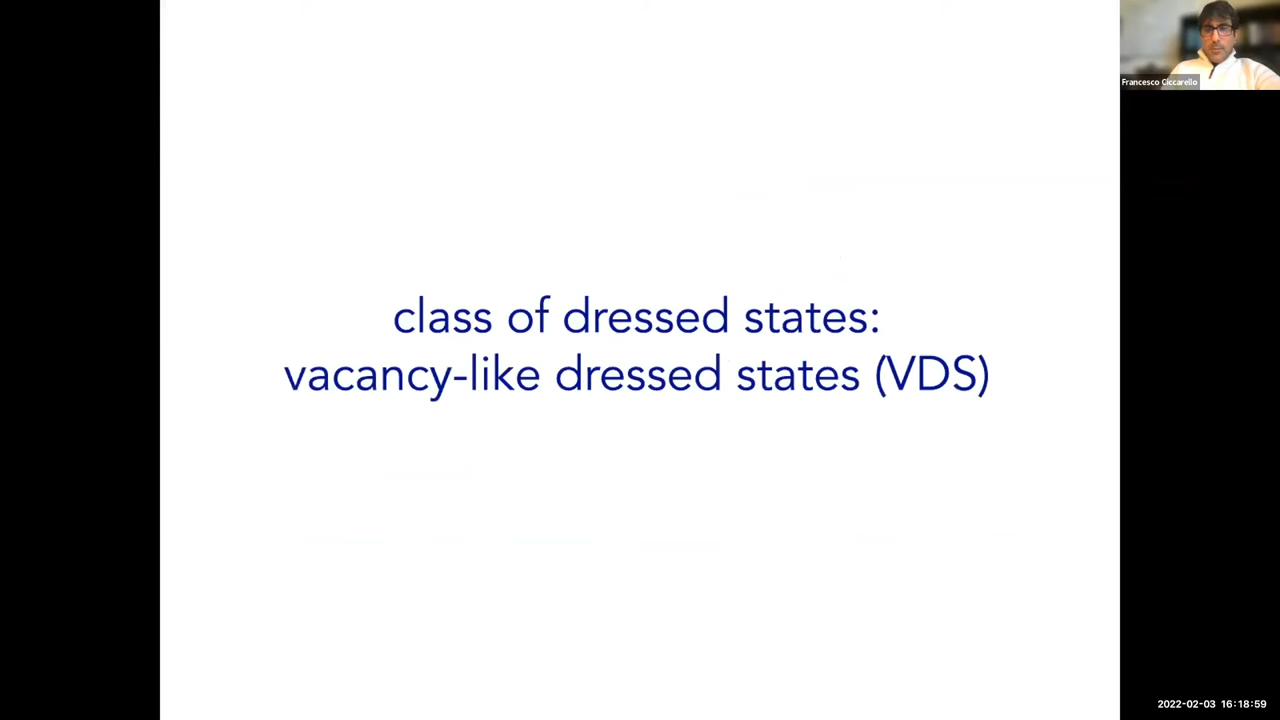 Francesco Ciccarello
class of dressed states:
vacancy-like dressed states (VDS)
2022-02-03 16:18:59